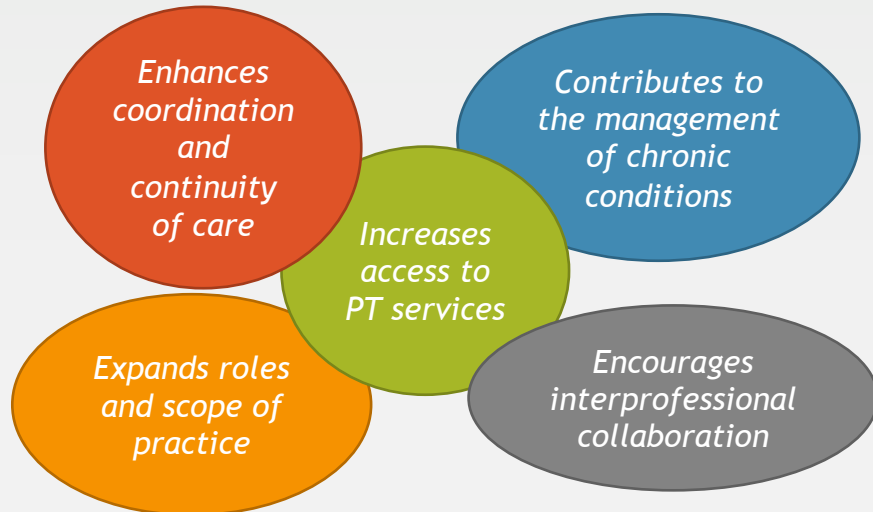 Enhances
coordination
and
continuity
of care
Contributes to
the management
of chronic
conditions
Increases
access to
PT services
Expands roles
and scope of
practice
Encourages
interprofessional
collaboration